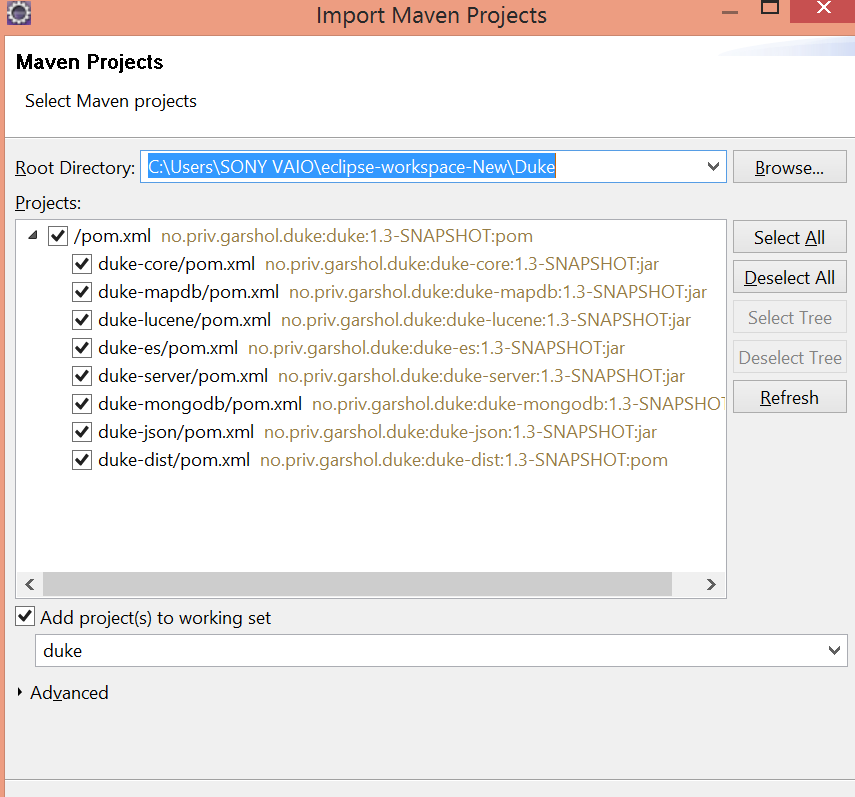 Import Maven Projects
Maven Projects
Select Maven projects
Root Directory: C:\Users\SONY VAIO\eclipse-workspace-New\Duke Browse...
Projects:
/pom.xml no.priv.garshol.duke:duke:1.3-SNAPSHOT:pom
Select All
duke-core/pom.xml no.priv.garshol.duke:duke-core:1.3-SNAPSHOT:jar
Deselect All
duke-mapdb/pom.xml no.priv.garshol.duke:duke-mapdb:1.3-SNAPSHOT:jar
duke-lucene/pom.xml no.priv.garshol.duke:duke-lucene:1.3-SNAPSHOT:jar
Select Tree
duke-es/pom.xml no.priv.garshol.duke:duke-es:1.3-SNAPSHOT:jar
Deselect Tree
duke-server/pom.xml no.priv.garshol.duke:duke-server:1.3-SNAPSHOT:jar
Refresh
duke-mongodb/pom.xml no.priv.garshol.duke:duke-mongodb:1.3-SNAPSHOT
duke-json/pom.xml no.priv.garshol.duke:duke-json:1.3-SNAPSHOT:jar
duke-dist/pom.xml no.priv.garshol.duke:duke-dist:1.3-SNAPSHOT:pom
Add project(s) to working set
duke
Advanced